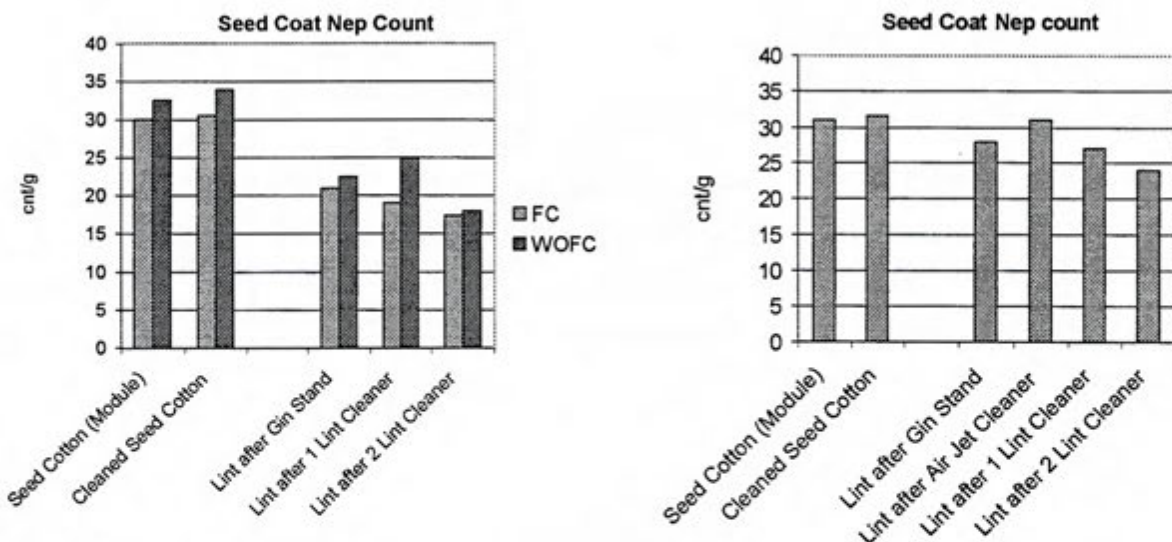 Seed Coat Nep Count
40
35
30
25
20
15
10
5
0
cnt/g
Seed Cotton (Module)
Cleaned Seed Cotton
Lint after Gin Stand
Lint after 1 Lint Cleaner
Lint after 2 Lint Cleaner
FC
WOFC
Seed Coat Nep count
40
35
30
25
20
15
10
5
0
cnt/g
Seed Cotton (Module)
Cleaned Seed Cotton
Lint after Gin Stand
Lint after Air Jet Cleaner
Lint after 1 Lint Cleaner
Lint after 2 Lint Cleaner